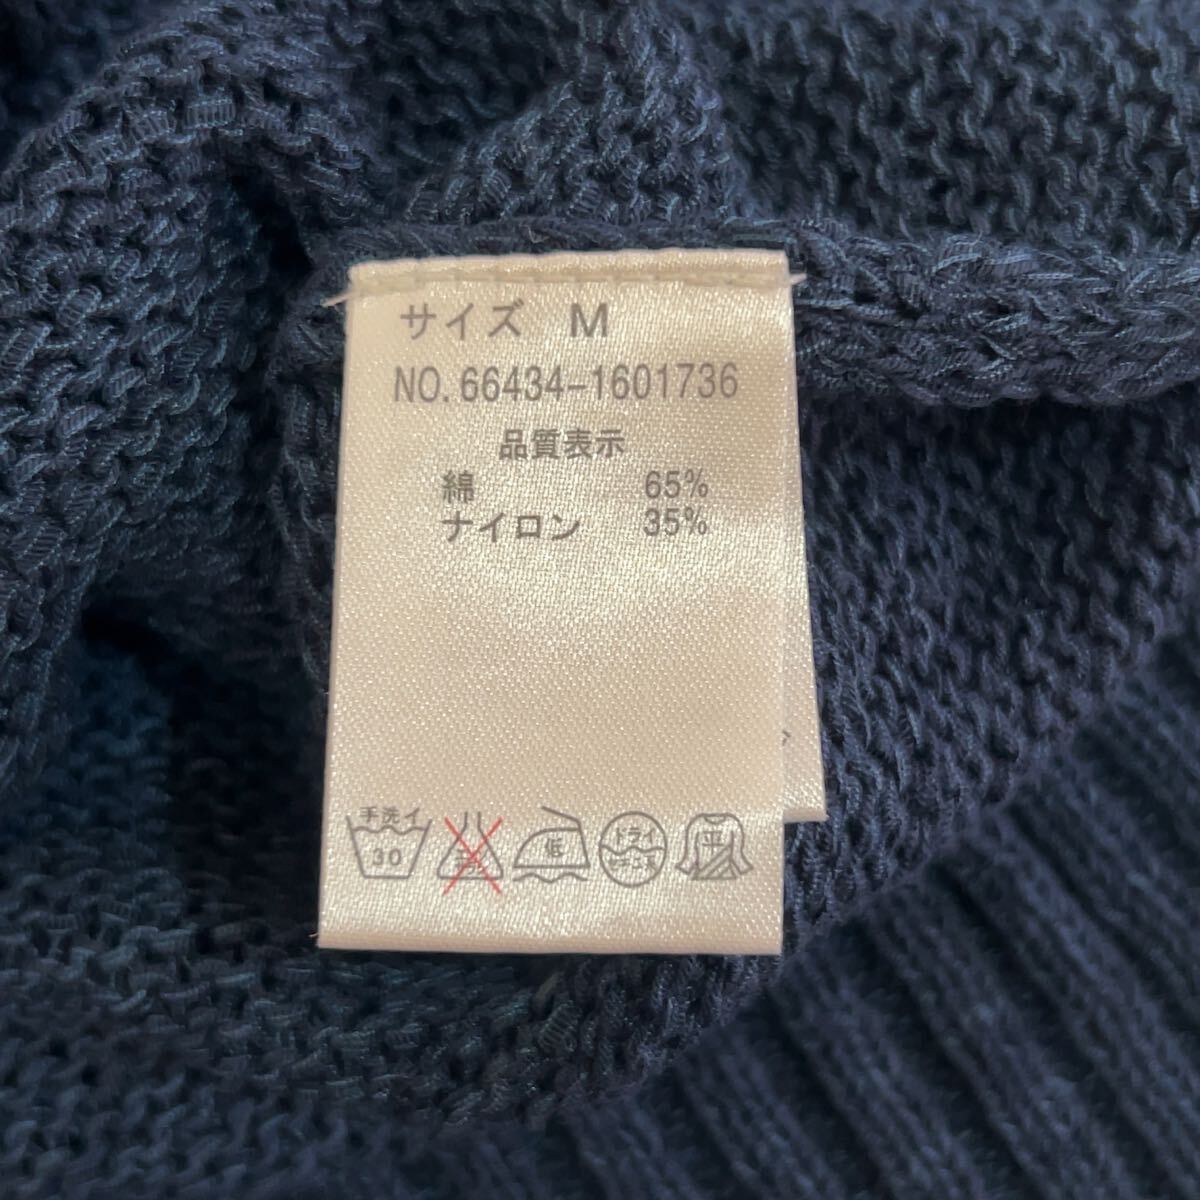 サイズ M
NO. 66434-1601736
品質表示
綿 65%
ナイロン 35%
手洗イ
30
低
ドライ
平